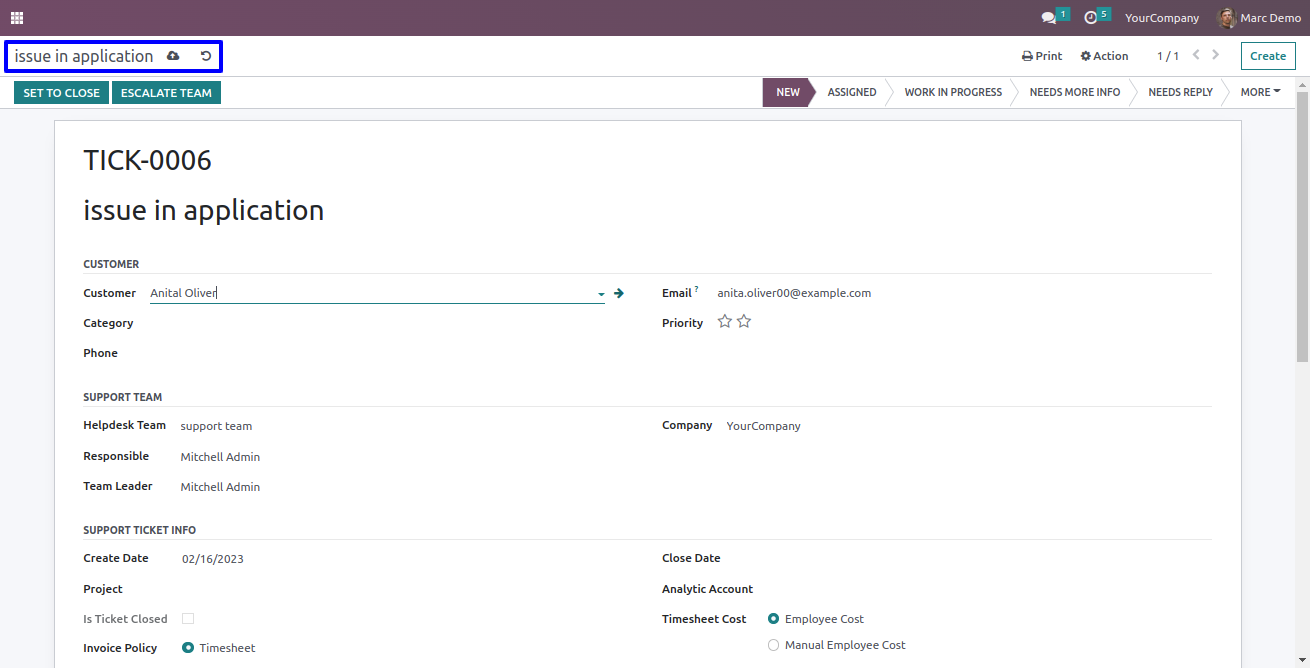 1 5 YourCompany Marc Demo
issue in application Print Action 1 / 1 Create
SET TO CLOSE ESCALATE TEAM NEW ASSIGNED WORK IN PROGRESS NEEDS MORE INFO NEEDS REPLY MORE
TICK-0006
issue in application
CUSTOMER
Customer Anital Oliver Email ? anita.oliver00@example.com
Category Priority
Phone
SUPPORT TEAM
Helpdesk Team support team Company YourCompany
Responsible Mitchell Admin
Team Leader Mitchell Admin
SUPPORT TICKET INFO
Create Date 02/16/2023 Close Date
Project Analytic Account
Is Ticket Closed Timesheet Cost Employee Cost
Invoice Policy Timesheet Manual Employee Cost